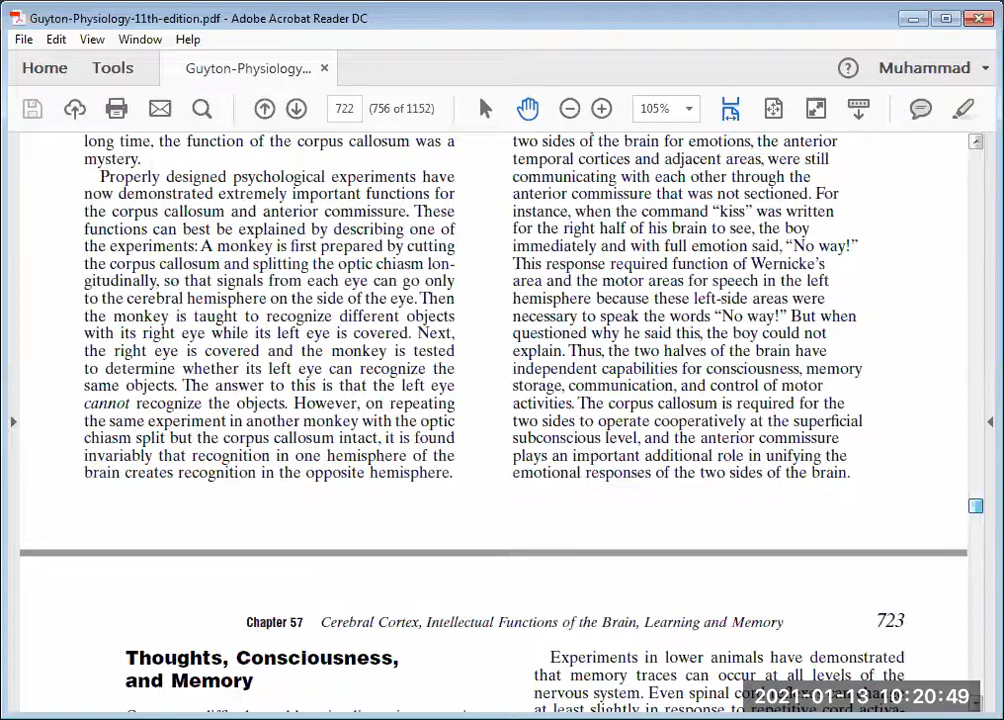 Guyton-Physiology-11th-edition.pdf - Adobe Acrobat Reader DC
File Edit View Window Help
Home Tools Guyton-Physiology... × ? Muhammad
722 (756 of 1152) 105%
long time, the function of the corpus callosum was a
mystery.
Properly designed psychological experiments have
now demonstrated extremely important functions for
the corpus callosum and anterior commissure. These
functions can best be explained by describing one of
the experiments: A monkey is first prepared by cutting
the corpus callosum and splitting the optic chiasm lon-
gitudinally, so that signals from each eye can go only
to the cerebral hemisphere on the side of the eye. Then
the monkey is taught to recognize different objects
with its right eye while its left eye is covered. Next,
the right eye is covered and the monkey is tested
to determine whether its left eye can recognize the
same objects. The answer to this is that the left eye
cannot recognize the objects. However, on repeating
the same experiment in another monkey with the optic
chiasm split but the corpus callosum intact, it is found
invariably that recognition in one hemisphere of the
brain creates recognition in the opposite hemisphere.
two sides of the brain for emotions, the anterior
temporal cortices and adjacent areas, were still
communicating with each other through the
anterior commissure that was not sectioned. For
instance, when the command “kiss” was written
for the right half of his brain to see, the boy
immediately and with full emotion said, “No way!”
This response required function of Wernicke’s
area and the motor areas for speech in the left
hemisphere because these left-side areas were
necessary to speak the words “No way!” But when
questioned why he said this, the boy could not
explain. Thus, the two halves of the brain have
independent capabilities for consciousness, memory
storage, communication, and control of motor
activities. The corpus callosum is required for the
two sides to operate cooperatively at the superficial
subconscious level, and the anterior commissure
plays an important additional role in unifying the
emotional responses of the two sides of the brain.
Chapter 57 Cerebral Cortex, Intellectual Functions of the Brain, Learning and Memory 723
Thoughts, Consciousness,
and Memory
Experiments in lower animals have demonstrated
that memory traces can occur at all levels of the
nervous system. Even spinal
at least slightly in response to
2021-01-13 10:20:49